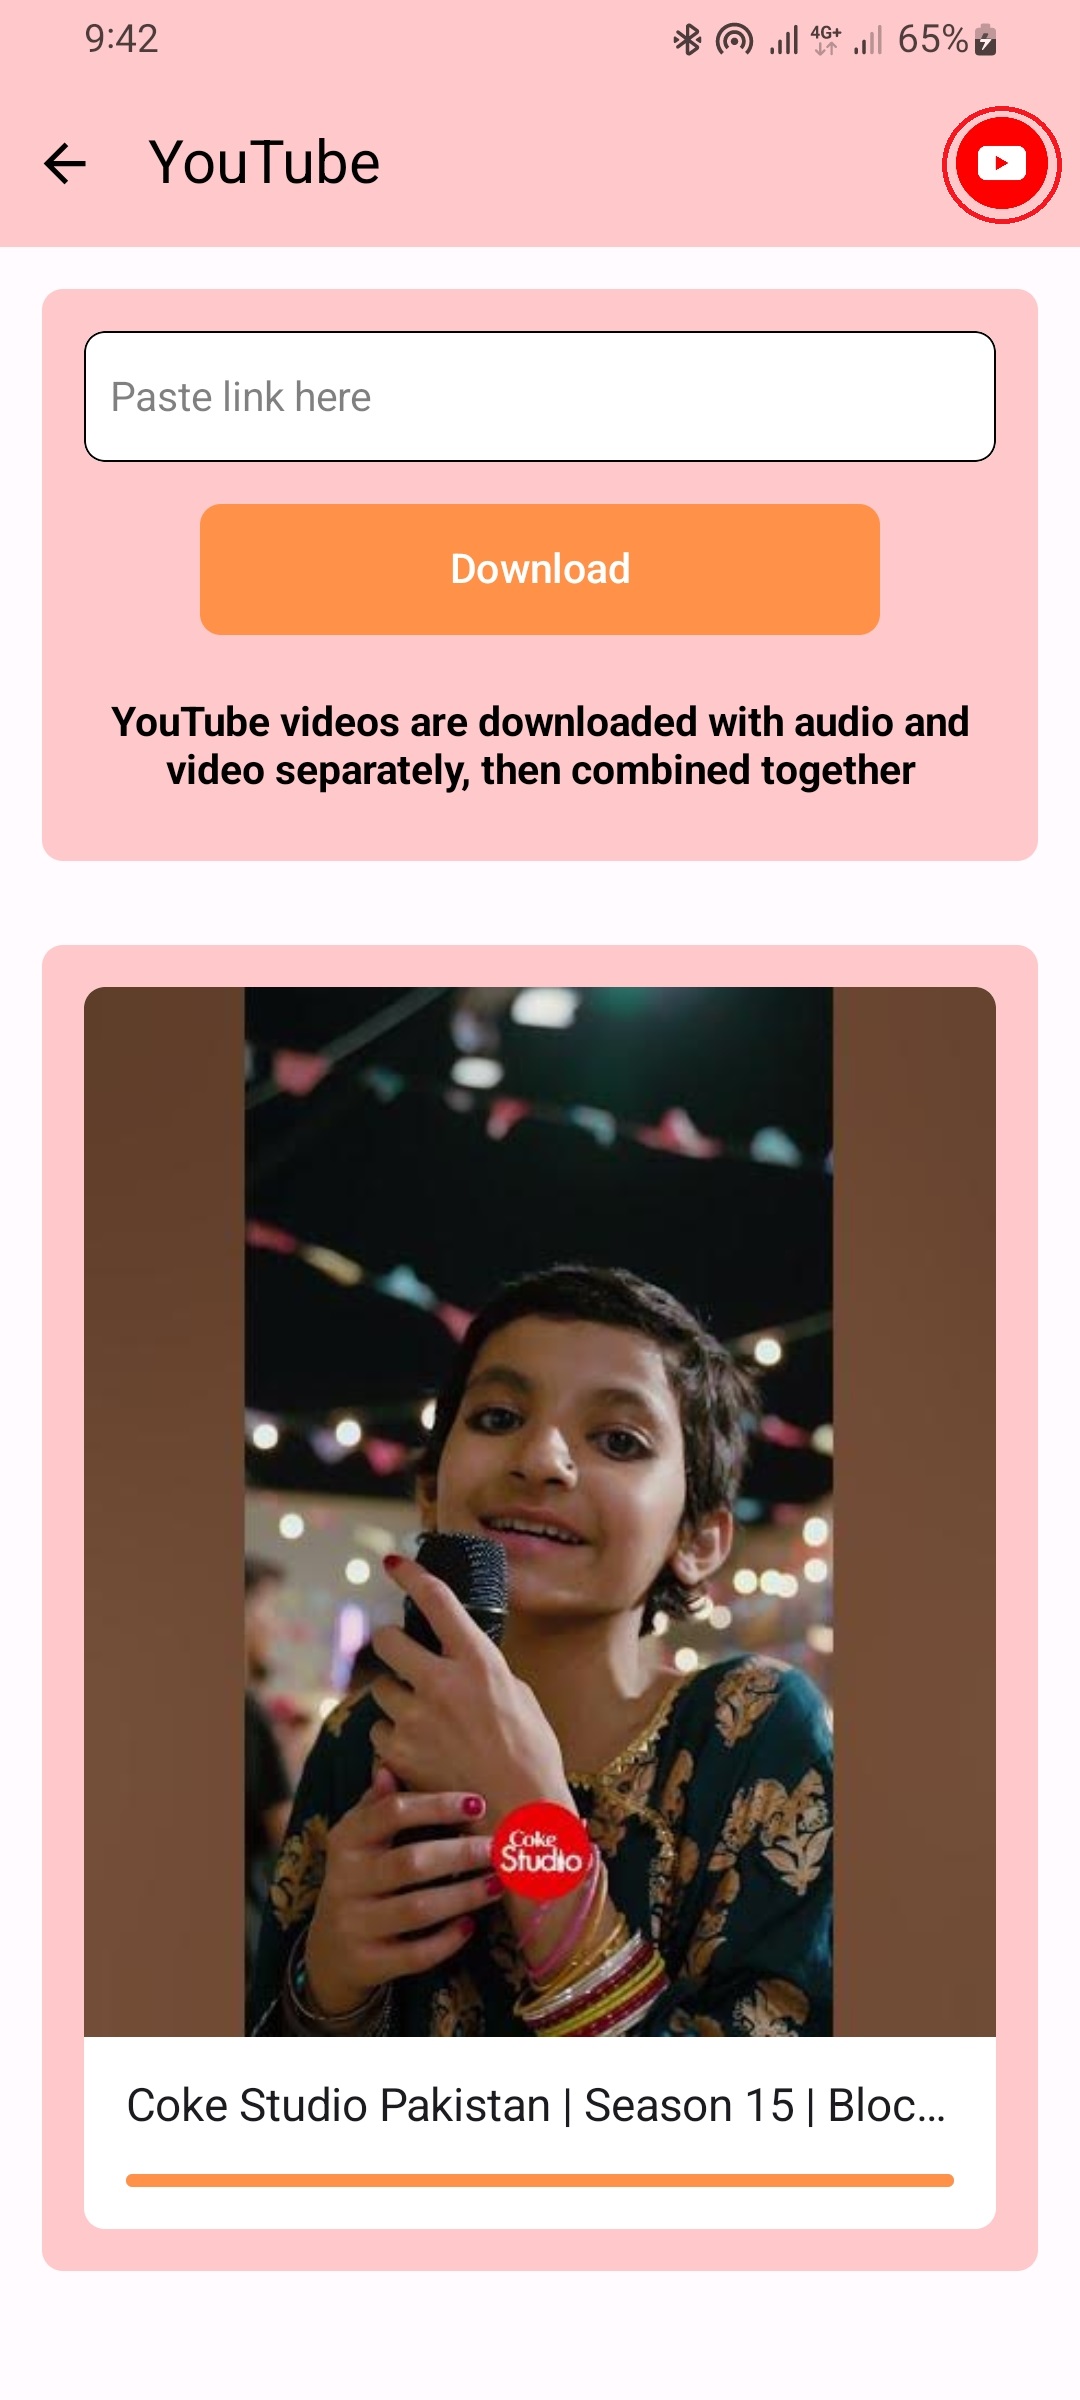 9:42
4G+
65%
YouTube
Paste link here
Download
YouTube videos are downloaded with audio and
video separately, then combined together
Coke
Studio
Coke Studio Pakistan | Season 15 | Bloc...